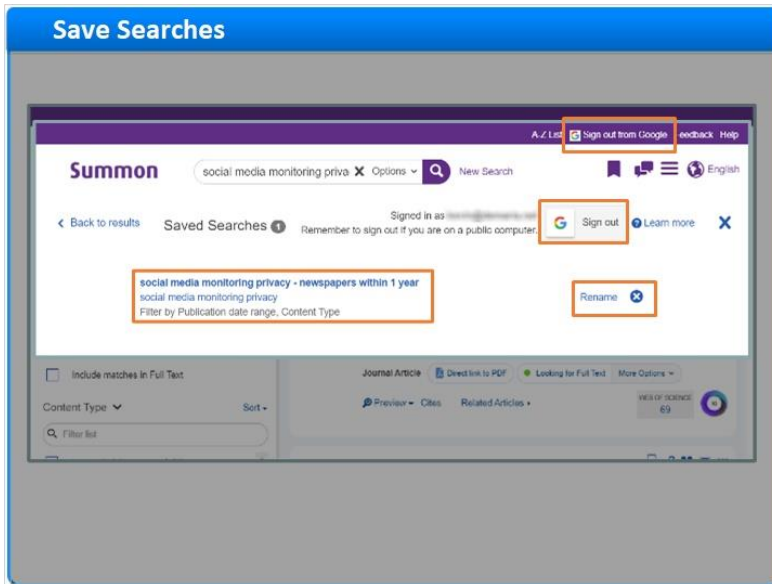 Save Searches
A-Z List Sign out from Google Feedback Help
Summon social media monitoring priva Options New Search English
Back to results Saved Searches 1 Signed in as Sign out Learn more
Remember to sign out if you are on a public computer.
social media monitoring privacy - newspapers within 1 year
social media monitoring privacy Rename
Filter by Publication date range, Content Type
Include matches in Full Text Journal Article Direct link to PDF Looking for Full Text More Options
Content Type Sort Preview Cites Related Articles WEB OF SCIENCE
69
Filter list